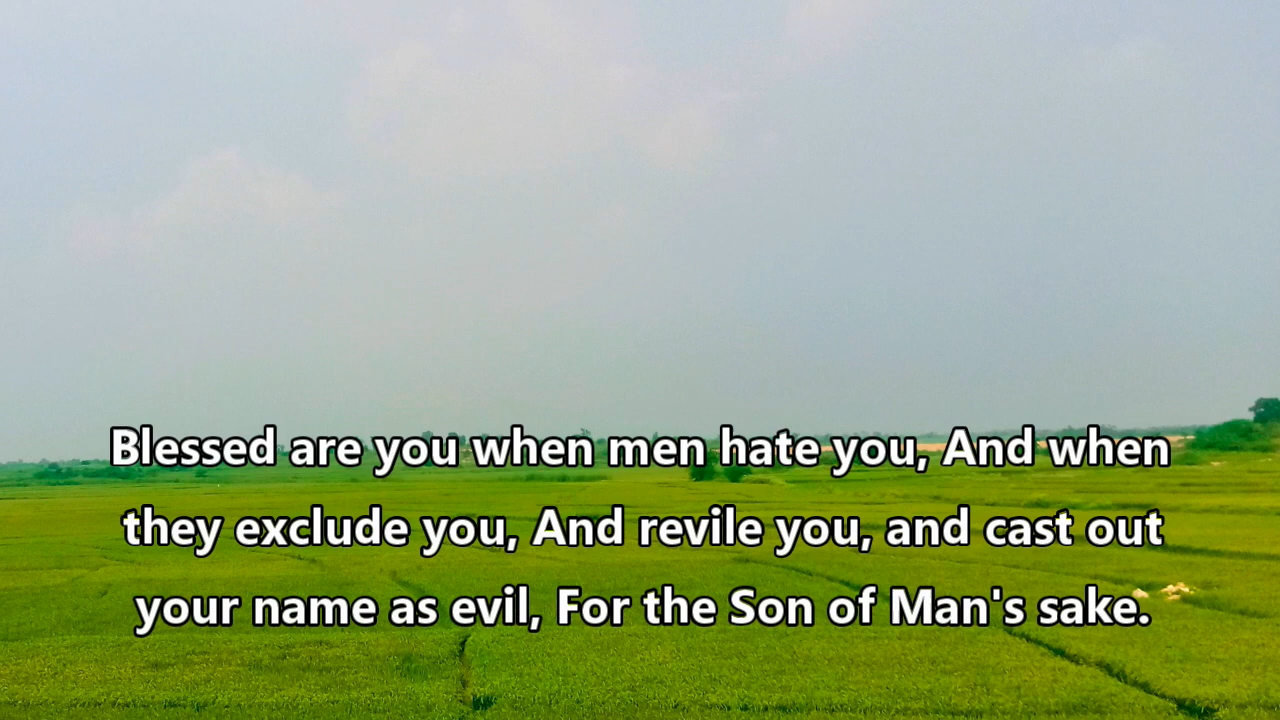 Blessed are you when men hate you, And when
they exclude you, And revile you, and cast out
your name as evil, For the Son of Man's sake.